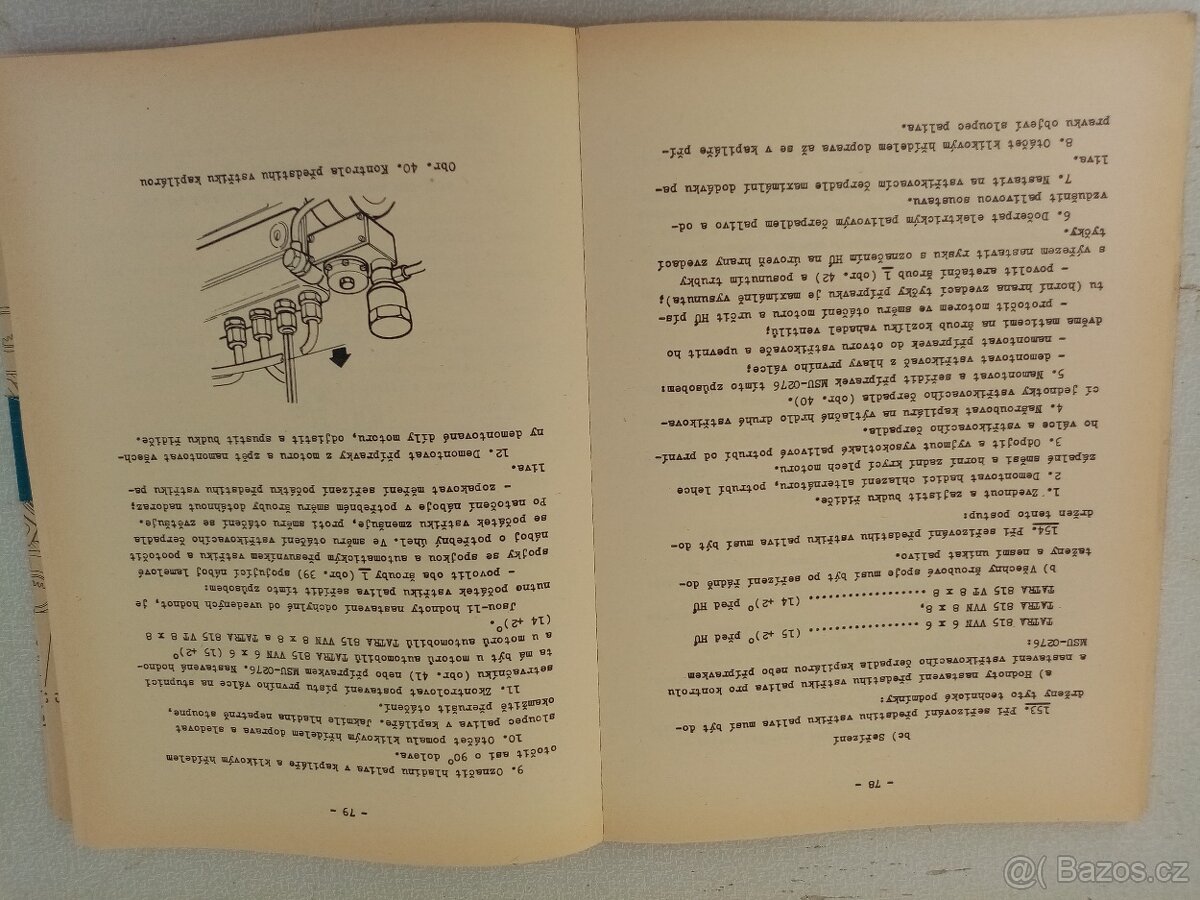 - 78 -
bc) Seřízení
153. Při seřizování předstihu vstřiku paliva musí být do-
drženy tyto technické podmínky:
a) Hodnoty nastavení předstihu vstřiku paliva pro kontrolu
a nastavení vstřikovacího čerpadla kapilárou nebo přípravkem
MSU-0276:
TATRA 815 VVN 6 x 6 .................. (15 +2)° před HÚ
TATRA 815 VVN 8 x 8,
TATRA 815 VT 8 x 8 .................. (14 +2)° před HÚ
b) Všechny šroubové spoje musí být po seřízení řádně do-
taženy a nesmí unikat palivo.
154. Při seřizování předstihu vstřiku paliva musí být do-
držen tento postup:
1. Zvednout a zajistit budku řidiče.
2. Demontovat hadici chlazení alternátoru, potrubí lehce
zápalné směsi a horní zadní krycí plech motoru.
3. Odpojit a vyjmout vysokotlaké palivové potrubí od první-
ho válce a vstřikovacího čerpadla.
4. Našroubovat kapiláru na výtlačné hrdlo druhé vstřikova-
cí jednotky vstřikovacího čerpadla (obr. 40).
5. Namontovat a seřídit přípravek MSU-0276 tímto způsobem:
- demontovat vstřikovač z hlavy prvního válce;
- namontovat přípravek do otvoru vstřikovače a upevnit ho
dvěma maticemi na šroub kozlíku vahadel ventilů;
- protočit motorem ve směru otáčení motoru a určit HÚ pís-
tu (horní hrana zvedací tyčky přípravku je maximálně vysunuta);
- povolit aretační šroub 1 (obr. 42) a posunutím trubky
s výřezem nastavit rysku s označením HÚ na úroveň hrany zvedací
tyčky.
6. Dočerpat elektrickým palivovým čerpadlem palivo a od-
vzdušnit palivovou soustavu.
7. Nastavit na vstřikovacím čerpadle maximální dodávku pa-
liva.
8. Otáčet klikovým hřídelem doprava až se v kapiláře pří-
pravku objeví sloupec paliva.
- 79 -
9. Označit hladinu paliva v kapiláře a klikovým hřídelem
otočit o asi 90° doleva.
10. Otáčet pomalu klikovým hřídelem doprava a sledovat
sloupec paliva v kapiláře. Jakmile hladina nepatrně stoupne,
okamžitě přerušit otáčení.
11. Zkontrolovat postavení pístu prvního válce na stupnici
setrvačníku (obr. 41) nebo přípravkem MSU-0276. Nastavená hodno-
ta má být u motorů automobilů TATRA 815 VVN 6 x 6 (15 +2)°
a u motorů automobilů TATRA 815 VVN 8 x 8 a TATRA 815 VT 8 x 8
(14 +2)°.
Jsou-li hodnoty nastavení odchylné od uvedených hodnot, je
nutno počátek vstřiku paliva seřídit tímto způsobem:
- povolit oba šrouby 1 (obr. 39) spojující náboj lamelové
spojky se spojkou a automatickým přesuvníkem vstřiku a pootočit
náboj o potřebný úhel. Ve směru otáčení vstřikovacího čerpadla
se počátek vstřiku zmenšuje, proti směru otáčení se zvětšuje.
Po natočení náboje v potřebném směru šrouby dotáhnout nadoraz;
- zopakovat měření seřízení počátku předstihu vstřiku pa-
liva.
12. Demontovat přípravky z motoru a zpět namontovat všech-
ny demontované díly motoru, odjistit a spustit budku řidiče.
Obr. 40. Kontrola předstihu vstřiku kapilárou
@( Bazos.cz